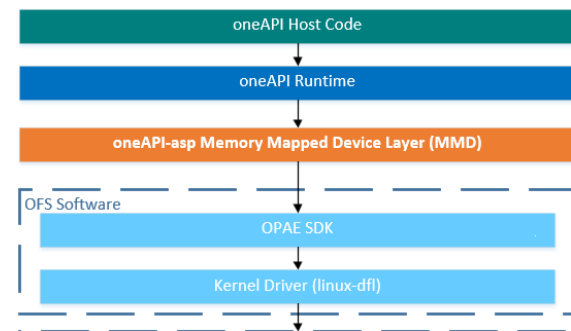 oneAPI Host Code
oneAPI Runtime
oneAPI-asp Memory Mapped Device Layer (MMD)
OFS Software
OPAE SDK
Kernel Driver (linux-dfl)